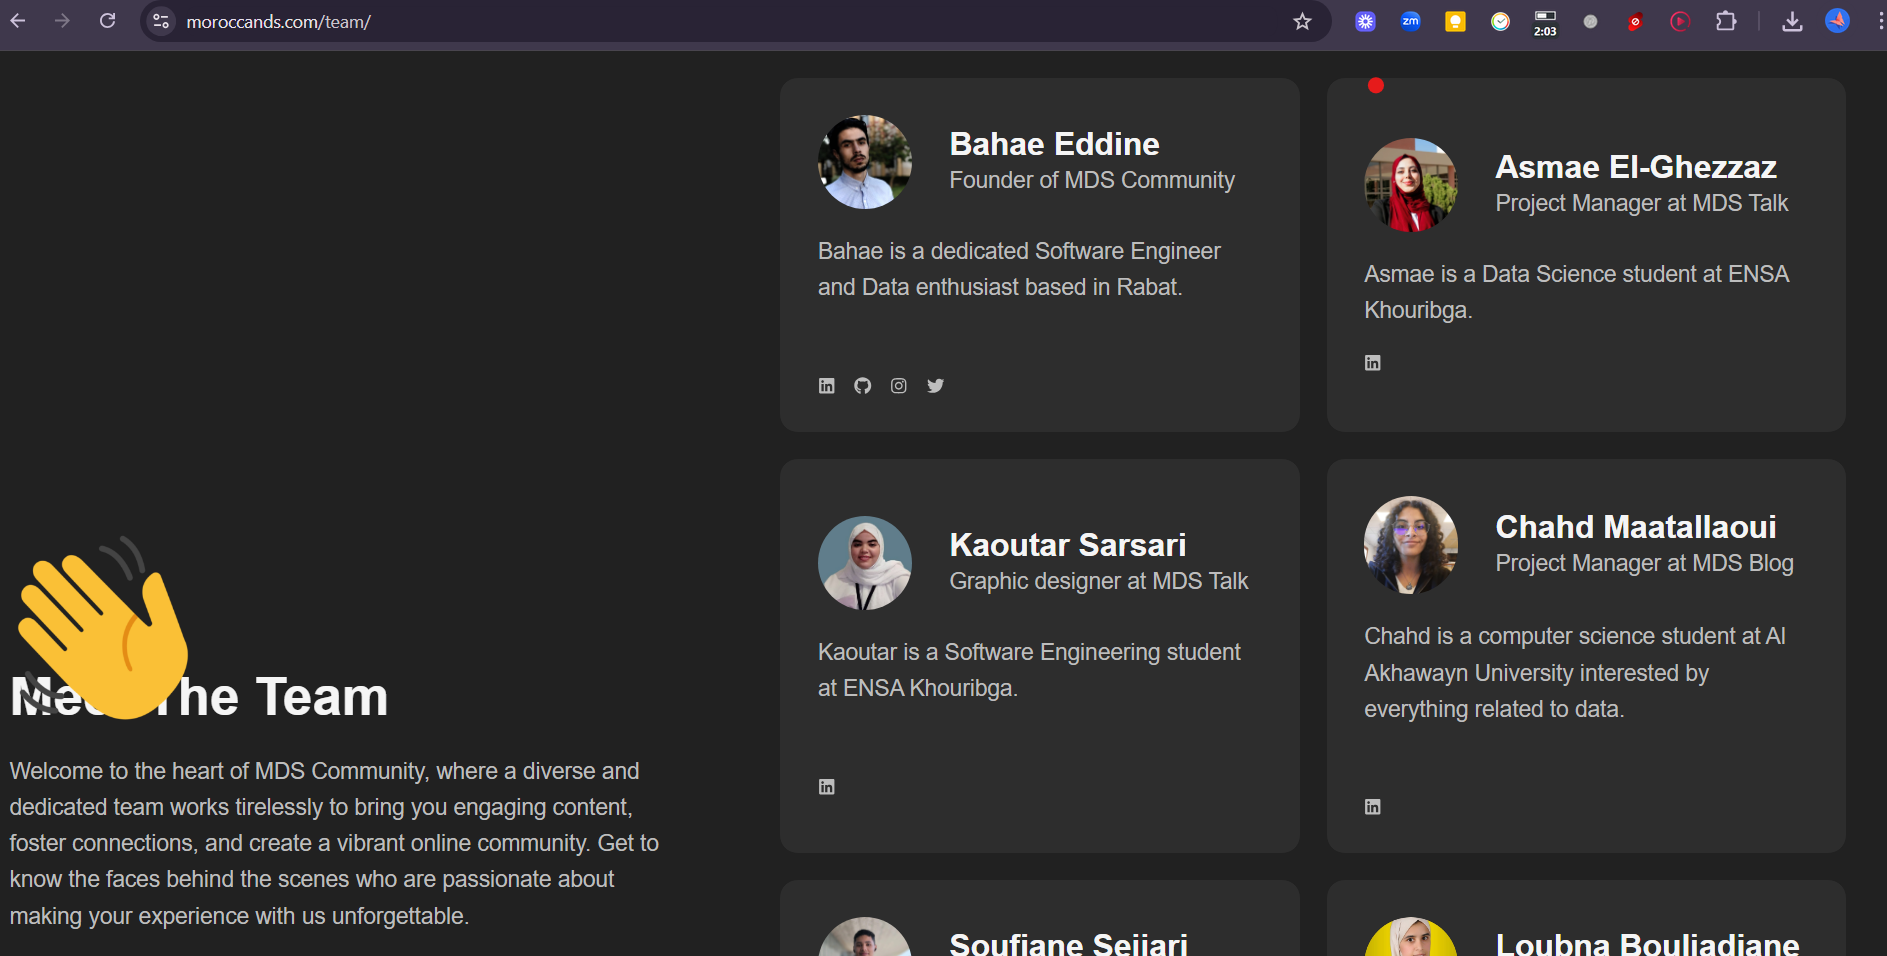 moroccands.com/team/
zm
2:03
Meet The Team
Welcome to the heart of MDS Community, where a diverse and
dedicated team works tirelessly to bring you engaging content,
foster connections, and create a vibrant online community. Get to
know the faces behind the scenes who are passionate about
making your experience with us unforgettable.
Bahae Eddine
Founder of MDS Community
Bahae is a dedicated Software Engineer
and Data enthusiast based in Rabat.
Asmae El-Ghezzaz
Project Manager at MDS Talk
Asmae is a Data Science student at ENSA
Khouribga.
Kaoutar Sarsari
Graphic designer at MDS Talk
Kaoutar is a Software Engineering student
at ENSA Khouribga.
Chahd Maatallaoui
Project Manager at MDS Blog
Chahd is a computer science student at Al
Akhawayn University interested by
everything related to data.
Soufiane Sejjari
Loubna Bouljadiane